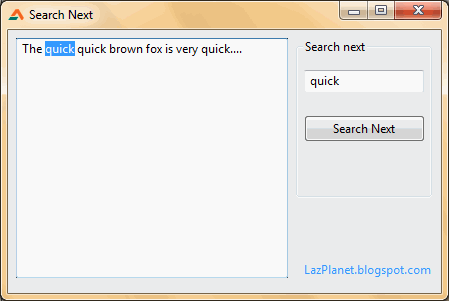 Search Next
The quick quick brown fox is very quick....
Search next
quick
Search Next
LazPlanet.blogspot.com